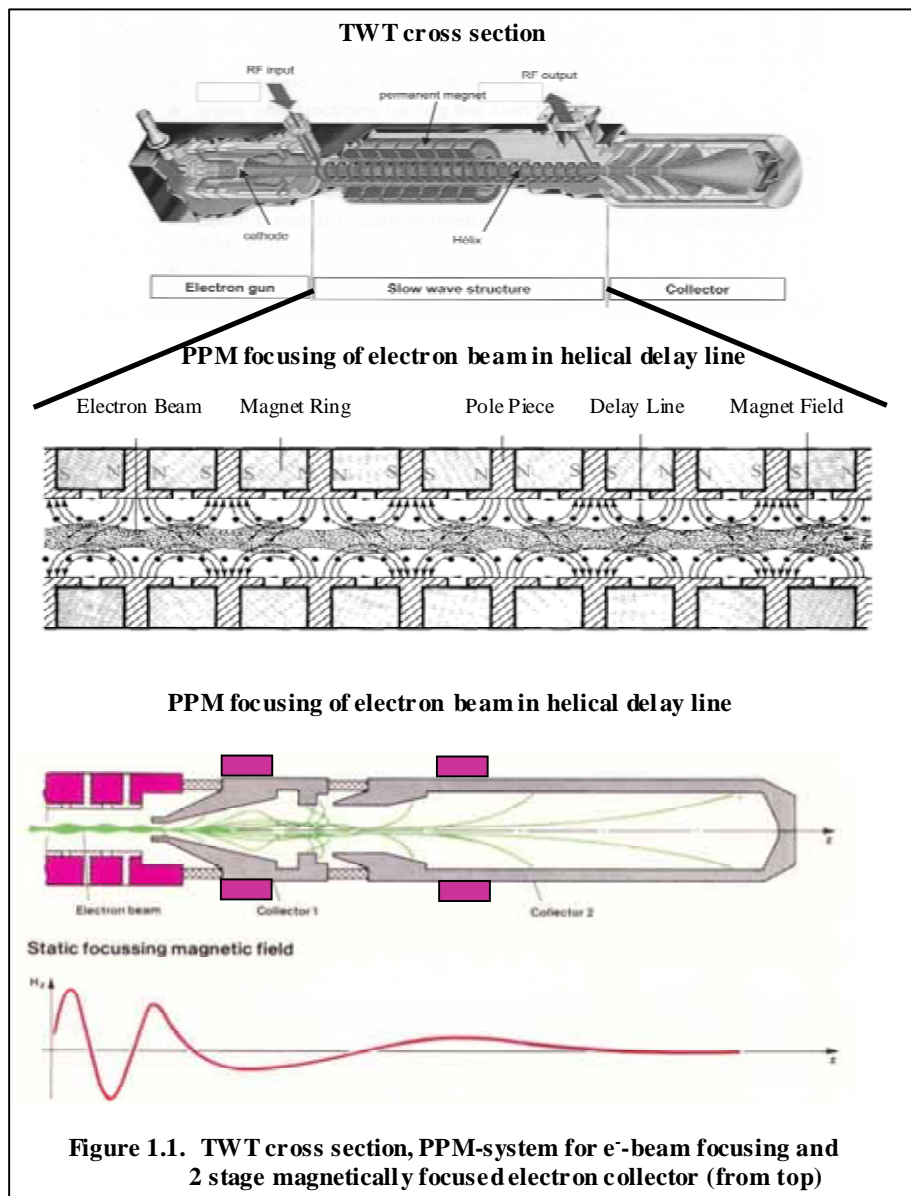 TWT cross section
RF input
RF output
permanent magnet
cathode
Hélix
Electron gun
Slow wave structure
Collector
PPM focusing of electron beam in helical delay line
Electron Beam Magnet Ring Pole Piece Delay Line Magnet Field
S N N S S N N S S N N S S N N S S N
PPM focusing of electron beam in helical delay line
z
Electron beam
Collector 1
Collector 2
Static focussing magnetic field
Hz
z
Figure 1.1. TWT cross section, PPM-system for e⁻-beam focusing and
2 stage magnetically focused electron collector (from top)